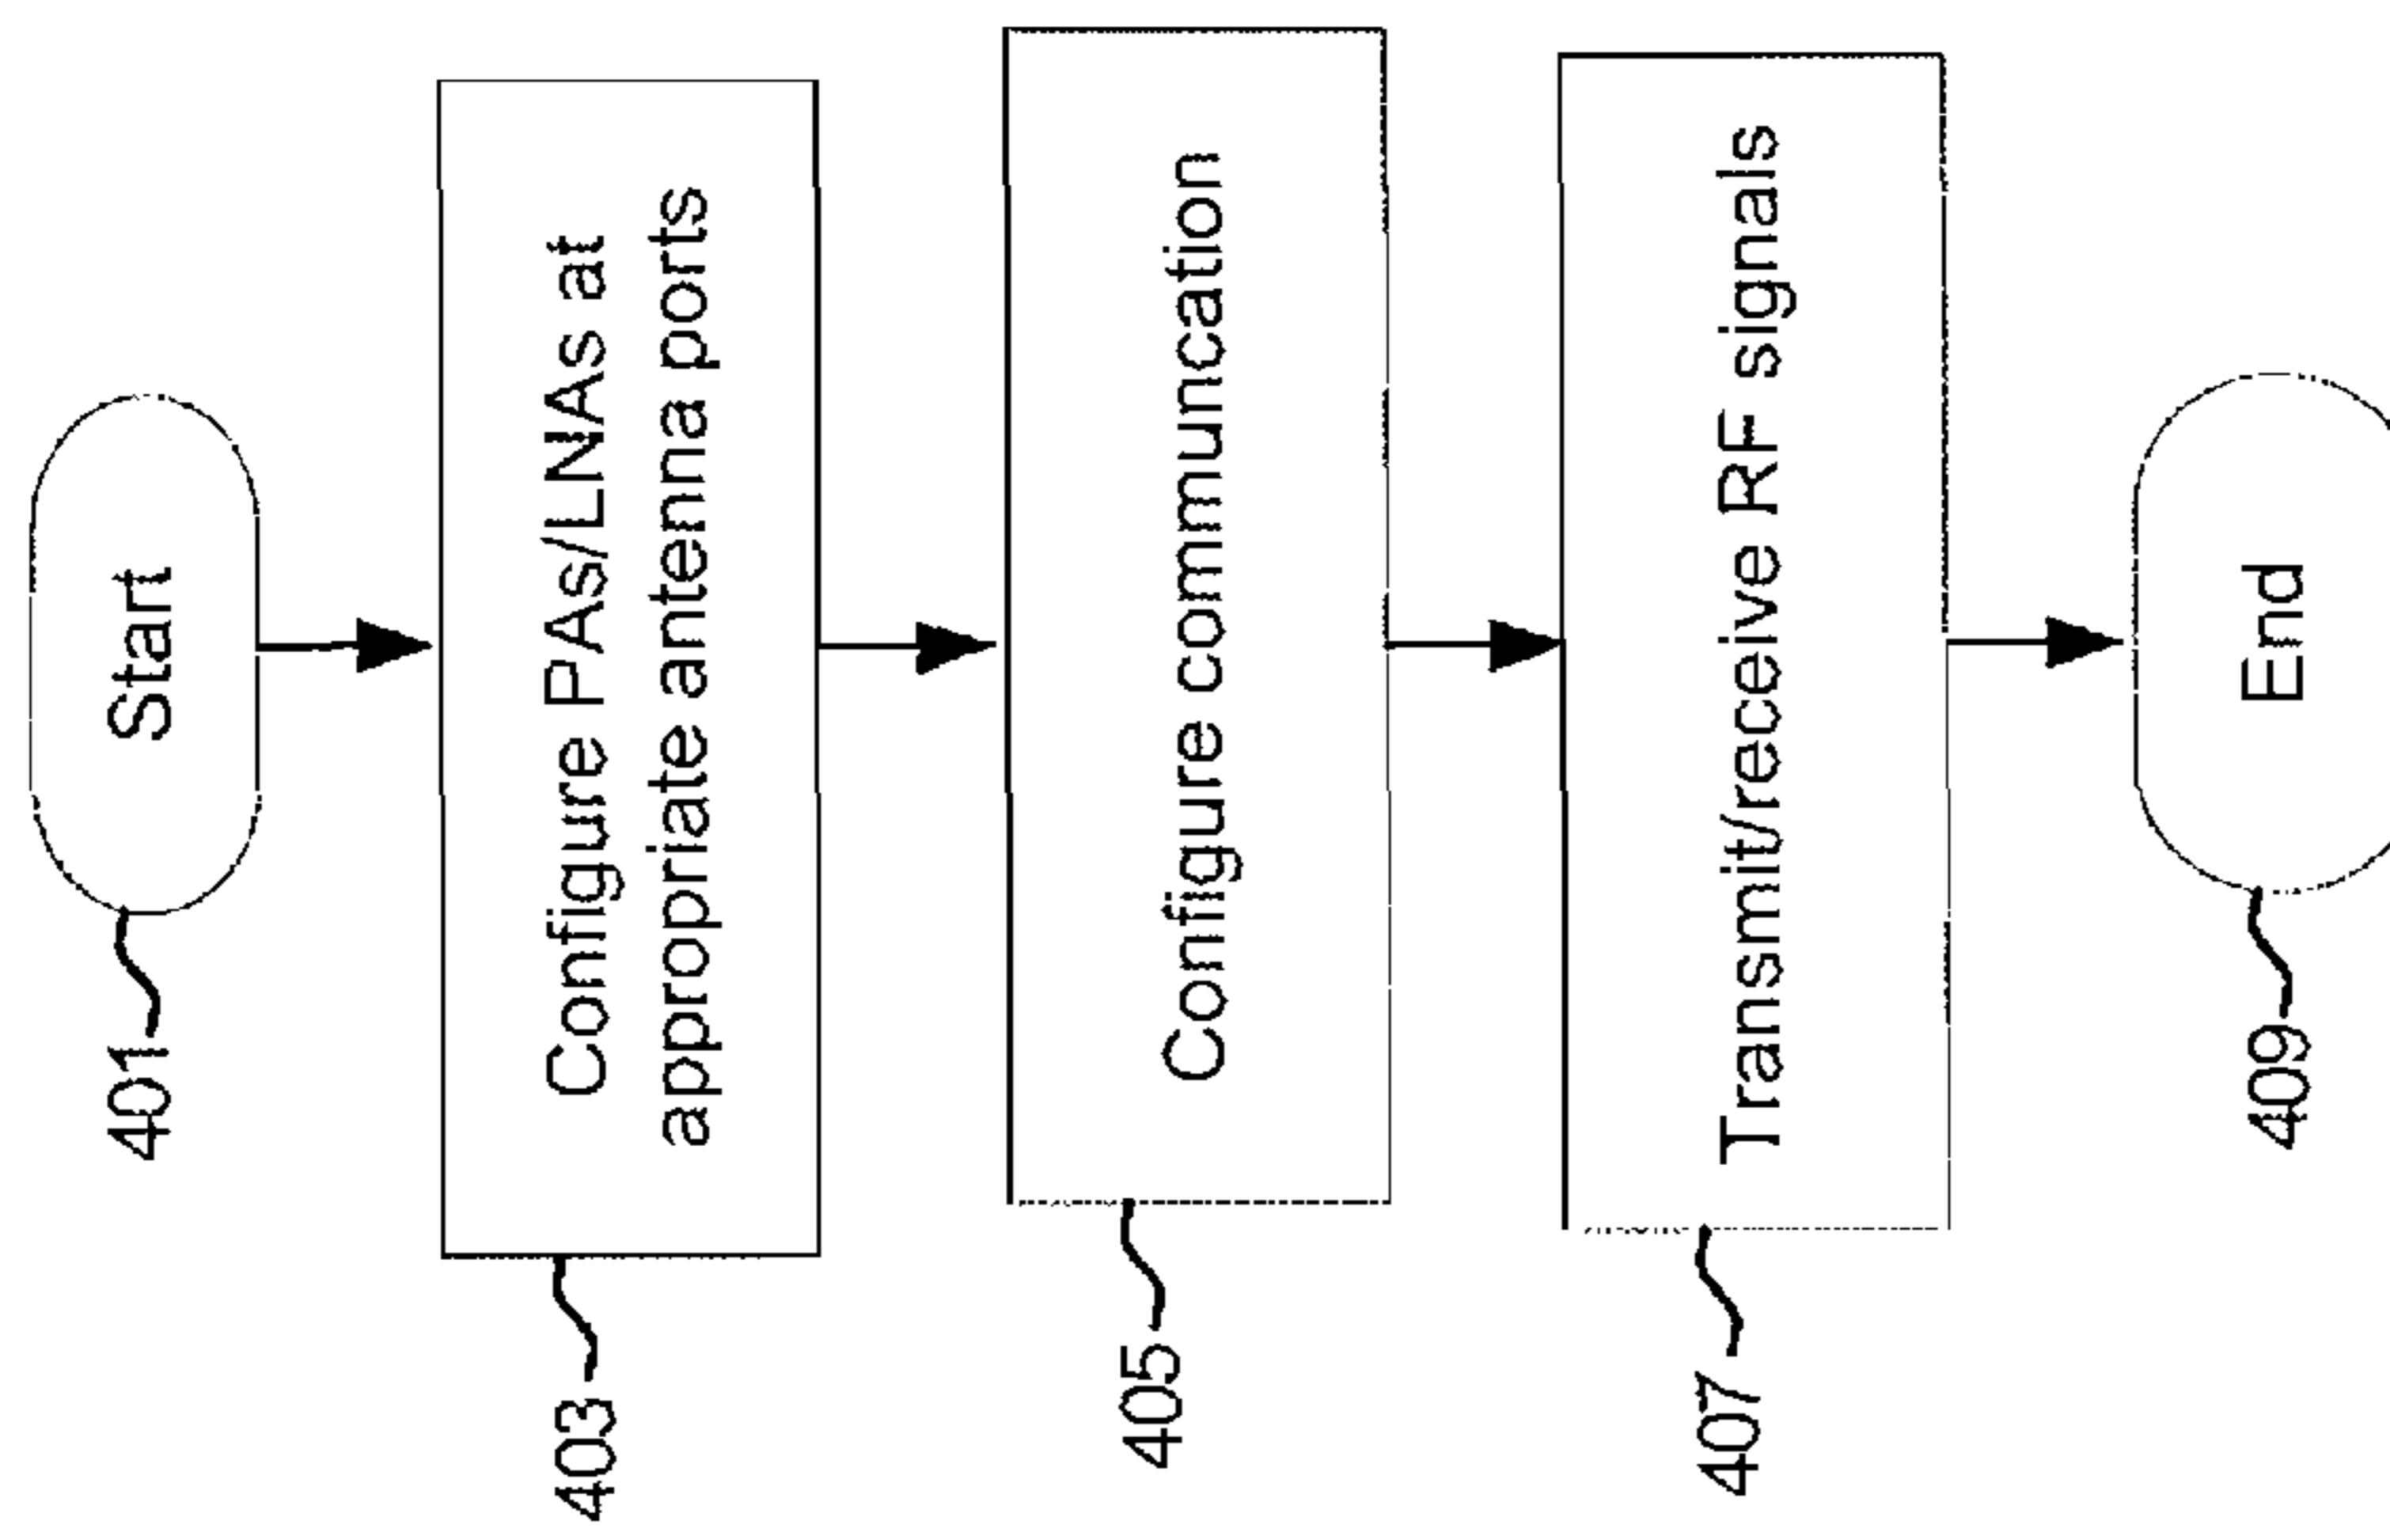 Start
401
Configure PAs/LNAs at
appropriate antenna ports
403
Configure communcation
405
Transmit/receive RF signals
407
End
409